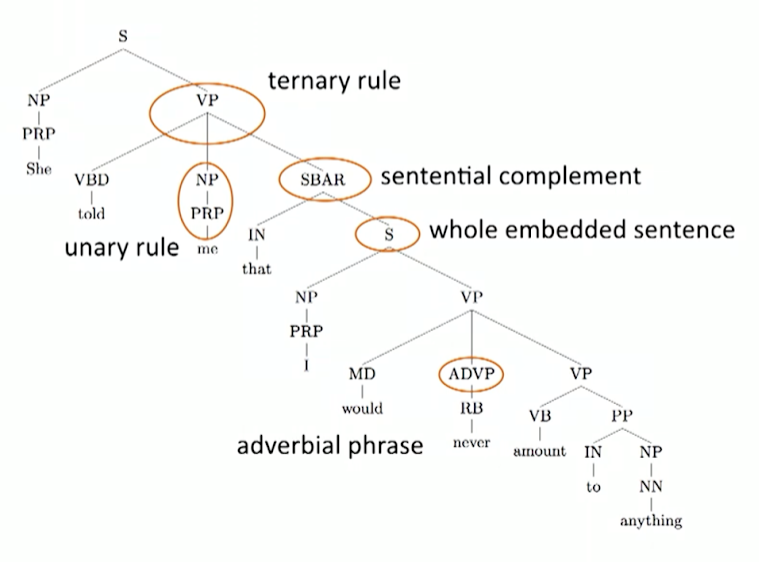 S
ternary rule
NP VP
PRP
She
VBD NP SBAR sentential complement
told PRP
unary rule me IN S whole embedded sentence
that
NP VP
PRP
I MD ADVP VP
would RB VB PP
adverbial phrase never amount IN NP
to NN
anything